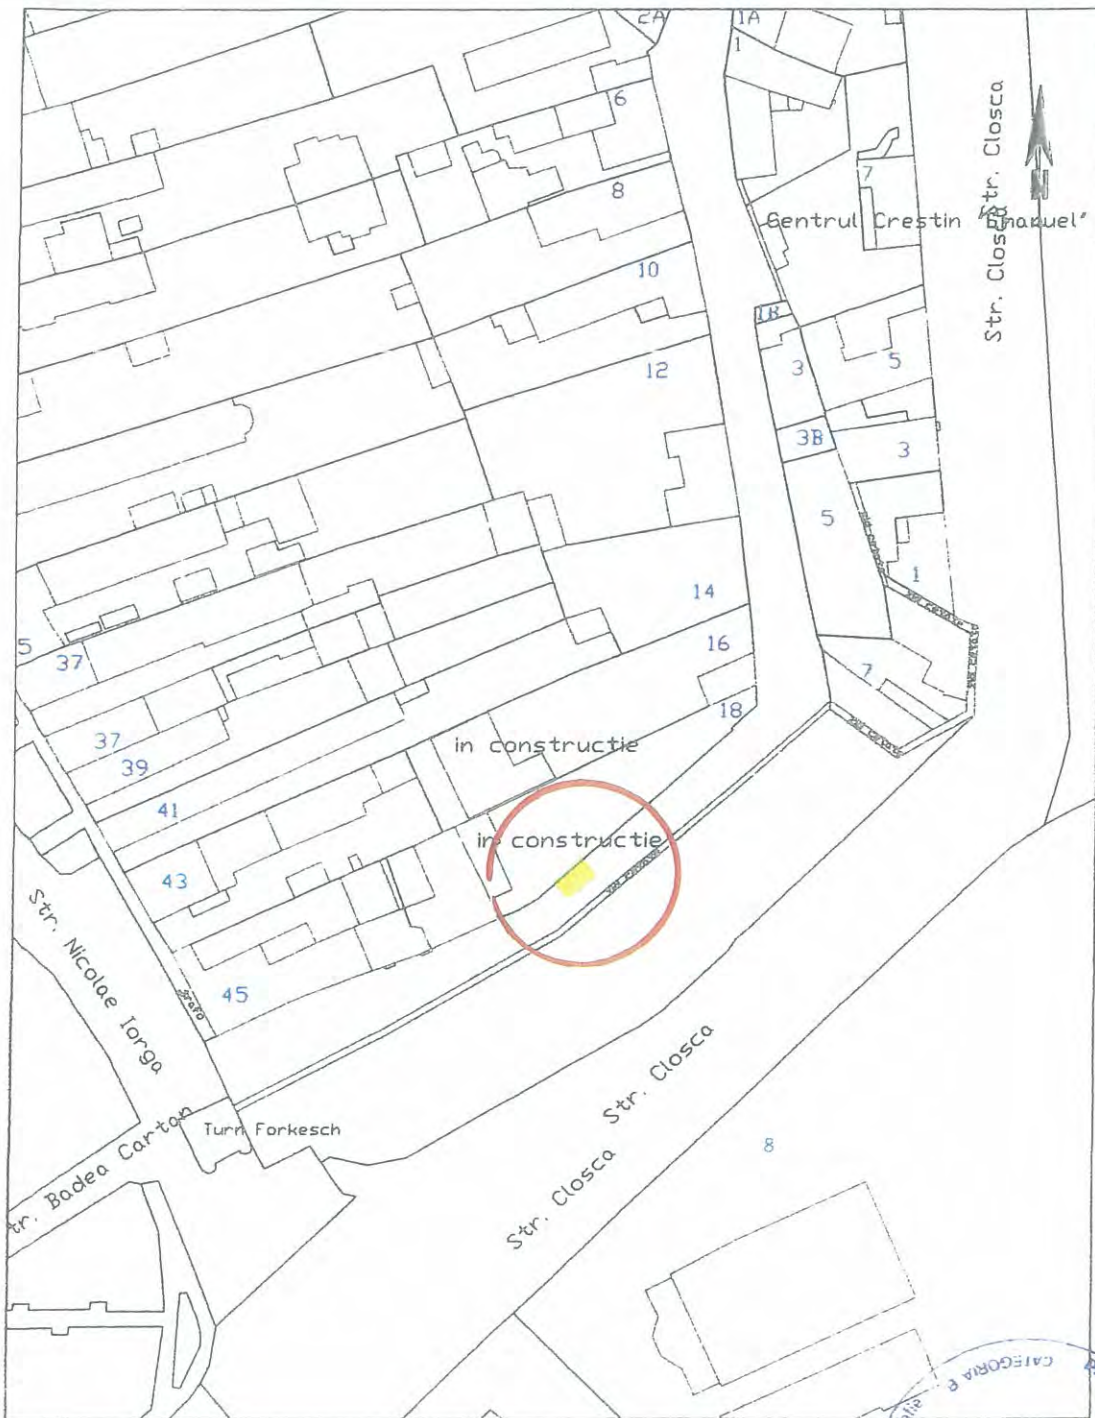 2A
1A
1
6
7
8
Str. Closca
Str. Closca
Gentrul Crestin "Emanuel"
10
1B
12
3
5
3B
3
5
1
14
5
37
16
7
18
37
in constructie
39
41
in constructie
43
Str. Nicolae Iorga
45
Str. Closca
Turn Forkesch
tr. Badea Cartan
8
Str. Closca
CATEGORIA B